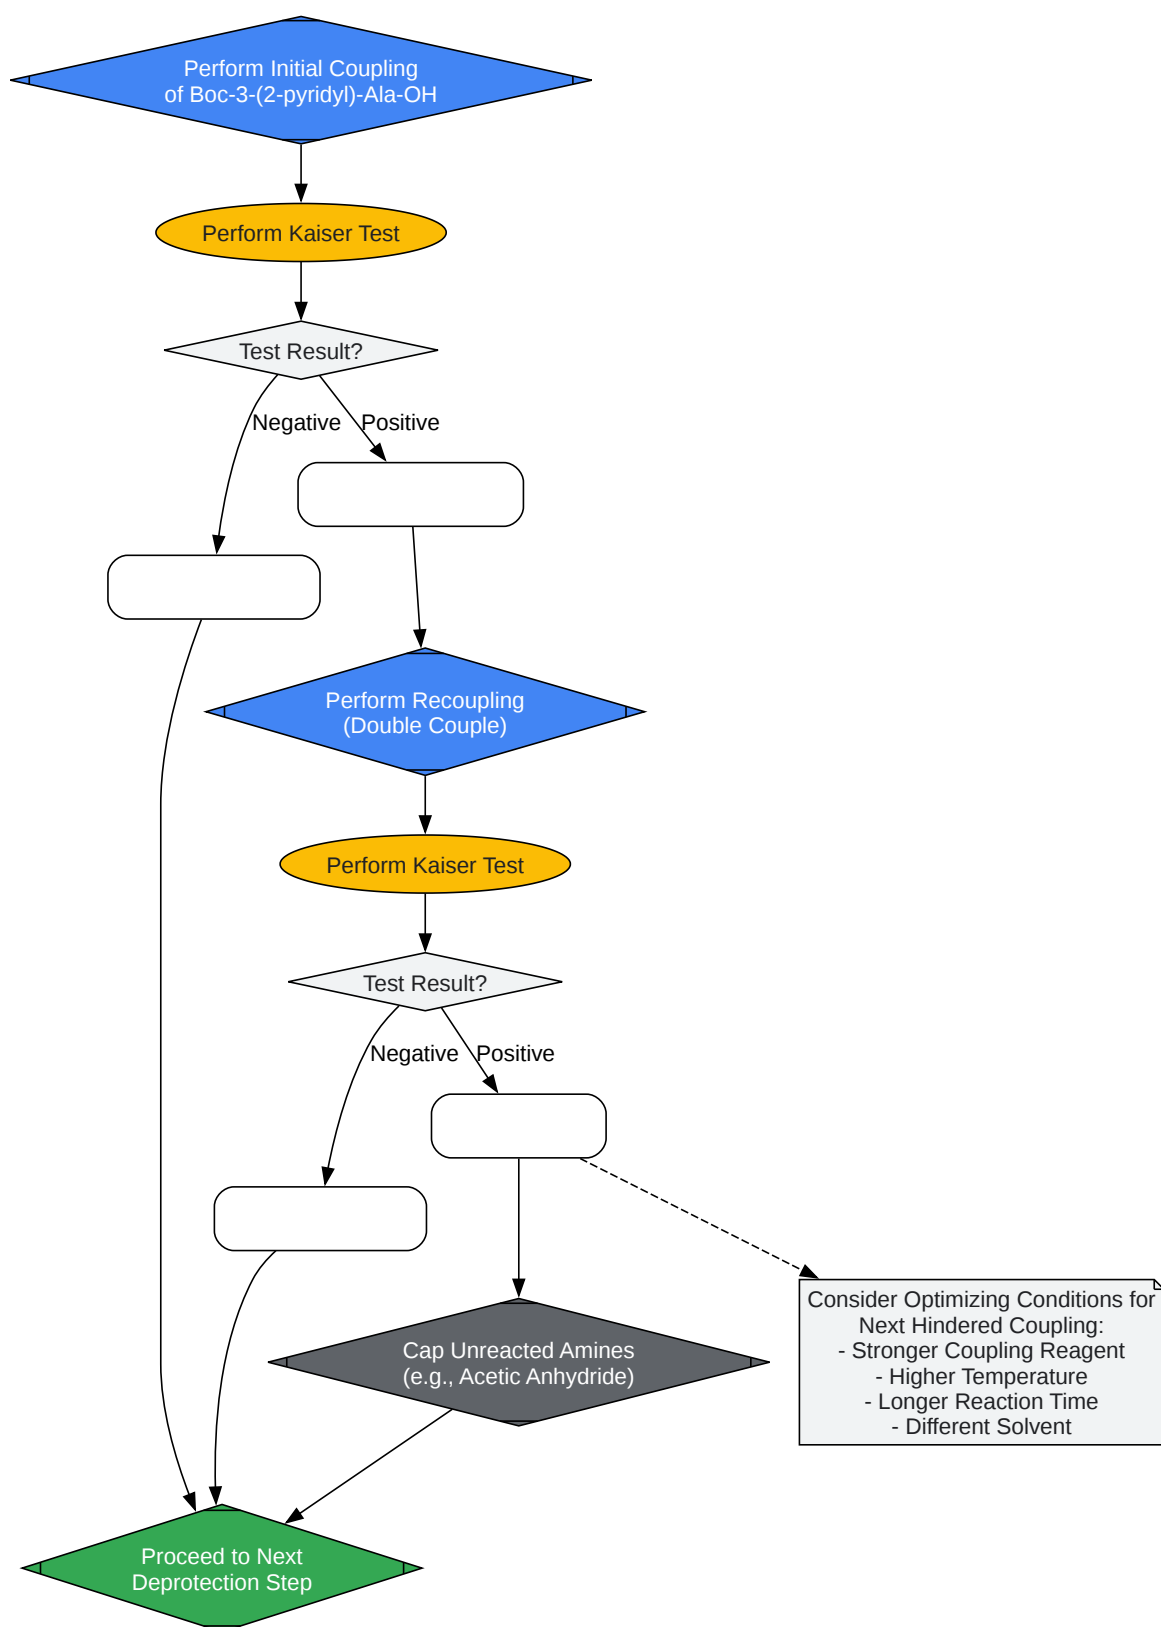 Perform Initial Coupling
of Boc-3-(2-pyridyl)-Ala-OH
Perform Kaiser Test
Test Result?
Negative
Positive
Perform Recoupling
(Double Couple)
Perform Kaiser Test
Test Result?
Negative
Positive
Cap Unreacted Amines
(e.g., Acetic Anhydride)
Consider Optimizing Conditions for
Next Hindered Coupling:
- Stronger Coupling Reagent
- Higher Temperature
- Longer Reaction Time
- Different Solvent
Proceed to Next
Deprotection Step